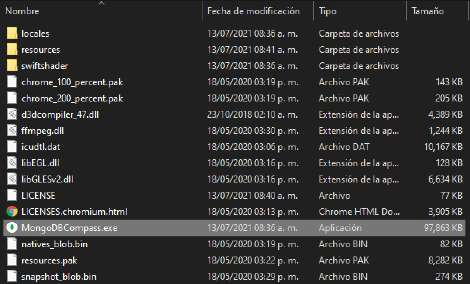 Nombre Fecha de modificación Tipo Tamaño
locales 13/07/2021 08:36 a. m. Carpeta de archivos
resources 13/07/2021 08:41 a. m. Carpeta de archivos
swiftshader 13/07/2021 08:36 a. m. Carpeta de archivos
chrome_100_percent.pak 18/05/2020 03:19 p. m. Archivo PAK 143 KB
chrome_200_percent.pak 18/05/2020 03:19 p. m. Archivo PAK 205 KB
d3dcompiler_47.dll 23/10/2018 02:10 a. m. Extensión de la ap... 4,389 KB
ffmpeg.dll 18/05/2020 03:30 p. m. Extensión de la ap... 1,244 KB
icudtl.dat 18/05/2020 03:06 p. m. Archivo DAT 10,167 KB
libEGL.dll 18/05/2020 03:36 p. m. Extensión de la ap... 128 KB
libGLESv2.dll 18/05/2020 03:36 p. m. Extensión de la ap... 6,634 KB
LICENSE 13/07/2021 08:40 a. m. Archivo 77 KB
LICENSES.chromium.html 18/05/2020 03:13 p. m. Chrome HTML Do... 3,905 KB
MongoDBCompass.exe 13/07/2021 08:36 a. m. Aplicación 97,863 KB
natives_blob.bin 18/05/2020 03:19 p. m. Archivo BIN 82 KB
resources.pak 18/05/2020 03:22 p. m. Archivo PAK 8,282 KB
snapshot_blob.bin 18/05/2020 03:29 p. m. Archivo BIN 274 KB